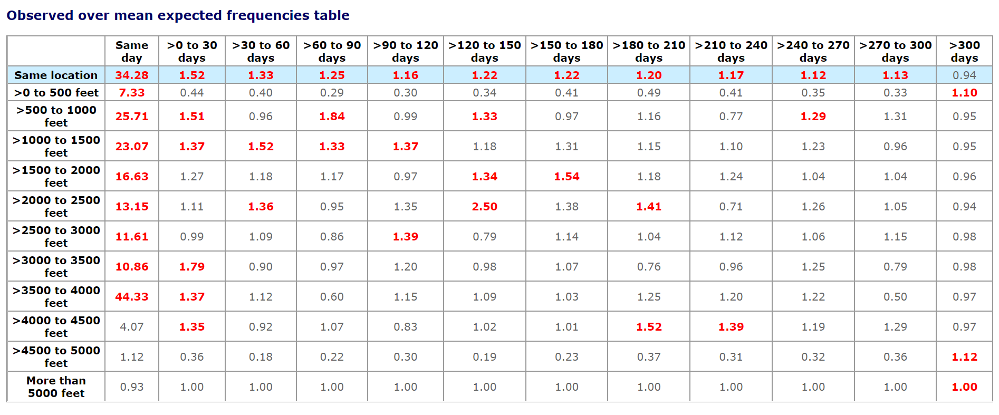 Observed over mean expected frequencies table
Same day >0 to 30 days >30 to 60 days >60 to 90 days >90 to 120 days >120 to 150 days >150 to 180 days >180 to 210 days >210 to 240 days >240 to 270 days >270 to 300 days >300 days
Same location 34.28 1.52 1.33 1.25 1.16 1.22 1.22 1.20 1.17 1.12 1.13 0.94
>0 to 500 feet 7.33 0.44 0.40 0.29 0.30 0.34 0.41 0.49 0.41 0.35 0.33 1.10
>500 to 1000 feet 25.71 1.51 0.96 1.84 0.99 1.33 0.97 1.16 0.77 1.29 1.31 0.95
>1000 to 1500 feet 23.07 1.37 1.52 1.33 1.37 1.18 1.31 1.15 1.10 1.23 0.96 0.95
>1500 to 2000 feet 16.63 1.27 1.18 1.17 0.97 1.34 1.54 1.18 1.24 1.04 1.04 0.96
>2000 to 2500 feet 13.15 1.11 1.36 0.95 1.35 2.50 1.38 1.41 0.71 1.26 1.05 0.94
>2500 to 3000 feet 11.61 0.99 1.09 0.86 1.39 0.79 1.14 1.04 1.12 1.06 1.15 0.98
>3000 to 3500 feet 10.86 1.79 0.90 0.97 1.20 0.98 1.07 0.76 0.96 1.25 0.79 0.98
>3500 to 4000 feet 44.33 1.37 1.12 0.60 1.15 1.09 1.03 1.25 1.20 1.22 0.50 0.97
>4000 to 4500 feet 4.07 1.35 0.92 1.07 0.83 1.02 1.01 1.52 1.39 1.19 1.29 0.97
>4500 to 5000 feet 1.12 0.36 0.18 0.22 0.30 0.19 0.23 0.37 0.31 0.32 0.36 1.12
More than 5000 feet 0.93 1.00 1.00 1.00 1.00 1.00 1.00 1.00 1.00 1.00 1.00 1.00